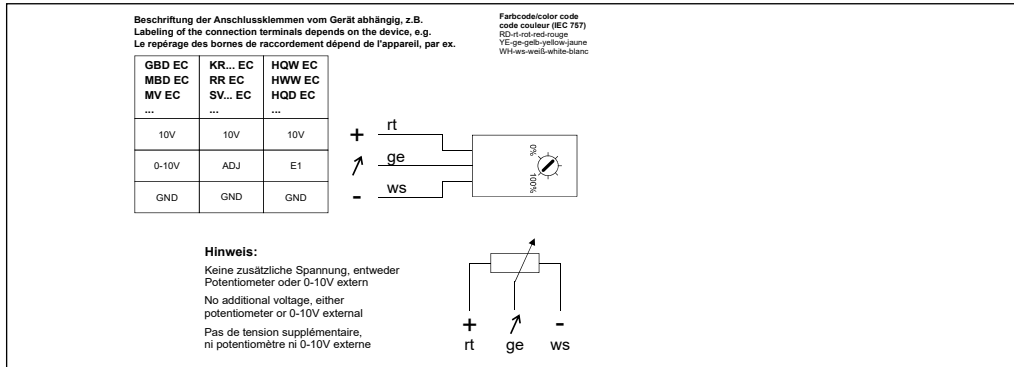 Beschriftung der Anschlussklemmen vom Gerät abhängig, z.B.
Labeling of the connection terminals depends on the device, e.g.
Le repérage des bornes de raccordement dépend de l'appareil, par ex.
Farbcode/color code
code couleur (IEC 757)
RD-rt-rot-red-rouge
YE-ge-gelb-yellow-jaune
WH-ws-weiß-white-blanc
GBD EC KR... EC HQW EC
MBD EC RR EC HWW EC
MV EC SV... EC HQD EC
... ... ...
10V 10V 10V
0-10V ADJ E1
GND GND GND
+ rt
ge
- ws
0%
100%
Hinweis:
Keine zusätzliche Spannung, entweder
Potentiometer oder 0-10V extern
No additional voltage, either
potentiometer or 0-10V external
Pas de tension supplémentaire,
ni potentiomètre ni 0-10V externe
+ -
rt ge ws